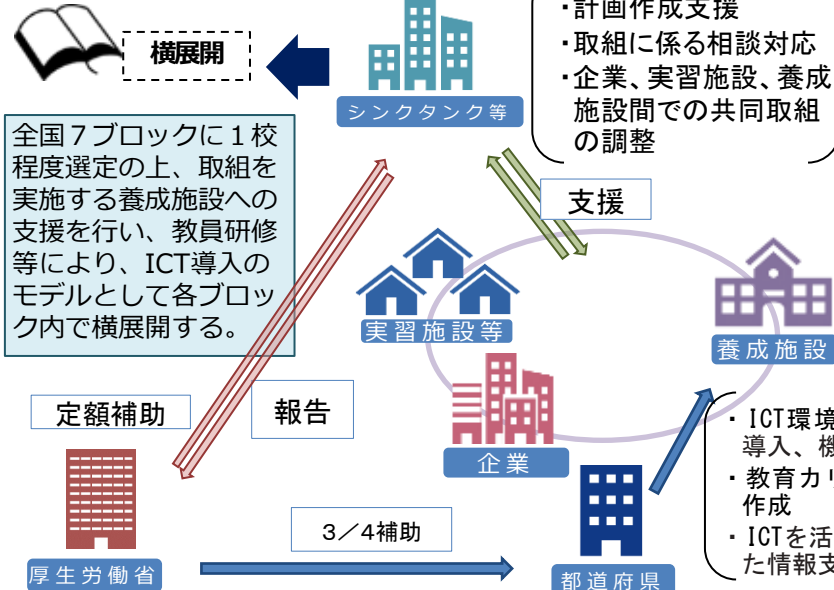 横展開
シンクタンク等
・計画作成支援
・取組に係る相談対応
・企業、実習施設、養成
施設間での共同取組
の調整
全国７ブロックに１校
程度選定の上、取組を
実施する養成施設への
支援を行い、教員研修
等により、ICT導入の
モデルとして各ブロッ
ク内で横展開する。
支援
実習施設等
養成施設
企業
定額補助
報告
・ICT環境
導入、機
・教育カリ
作成
・ICTを活
た情報支
3／4補助
厚生労働省
都道府県